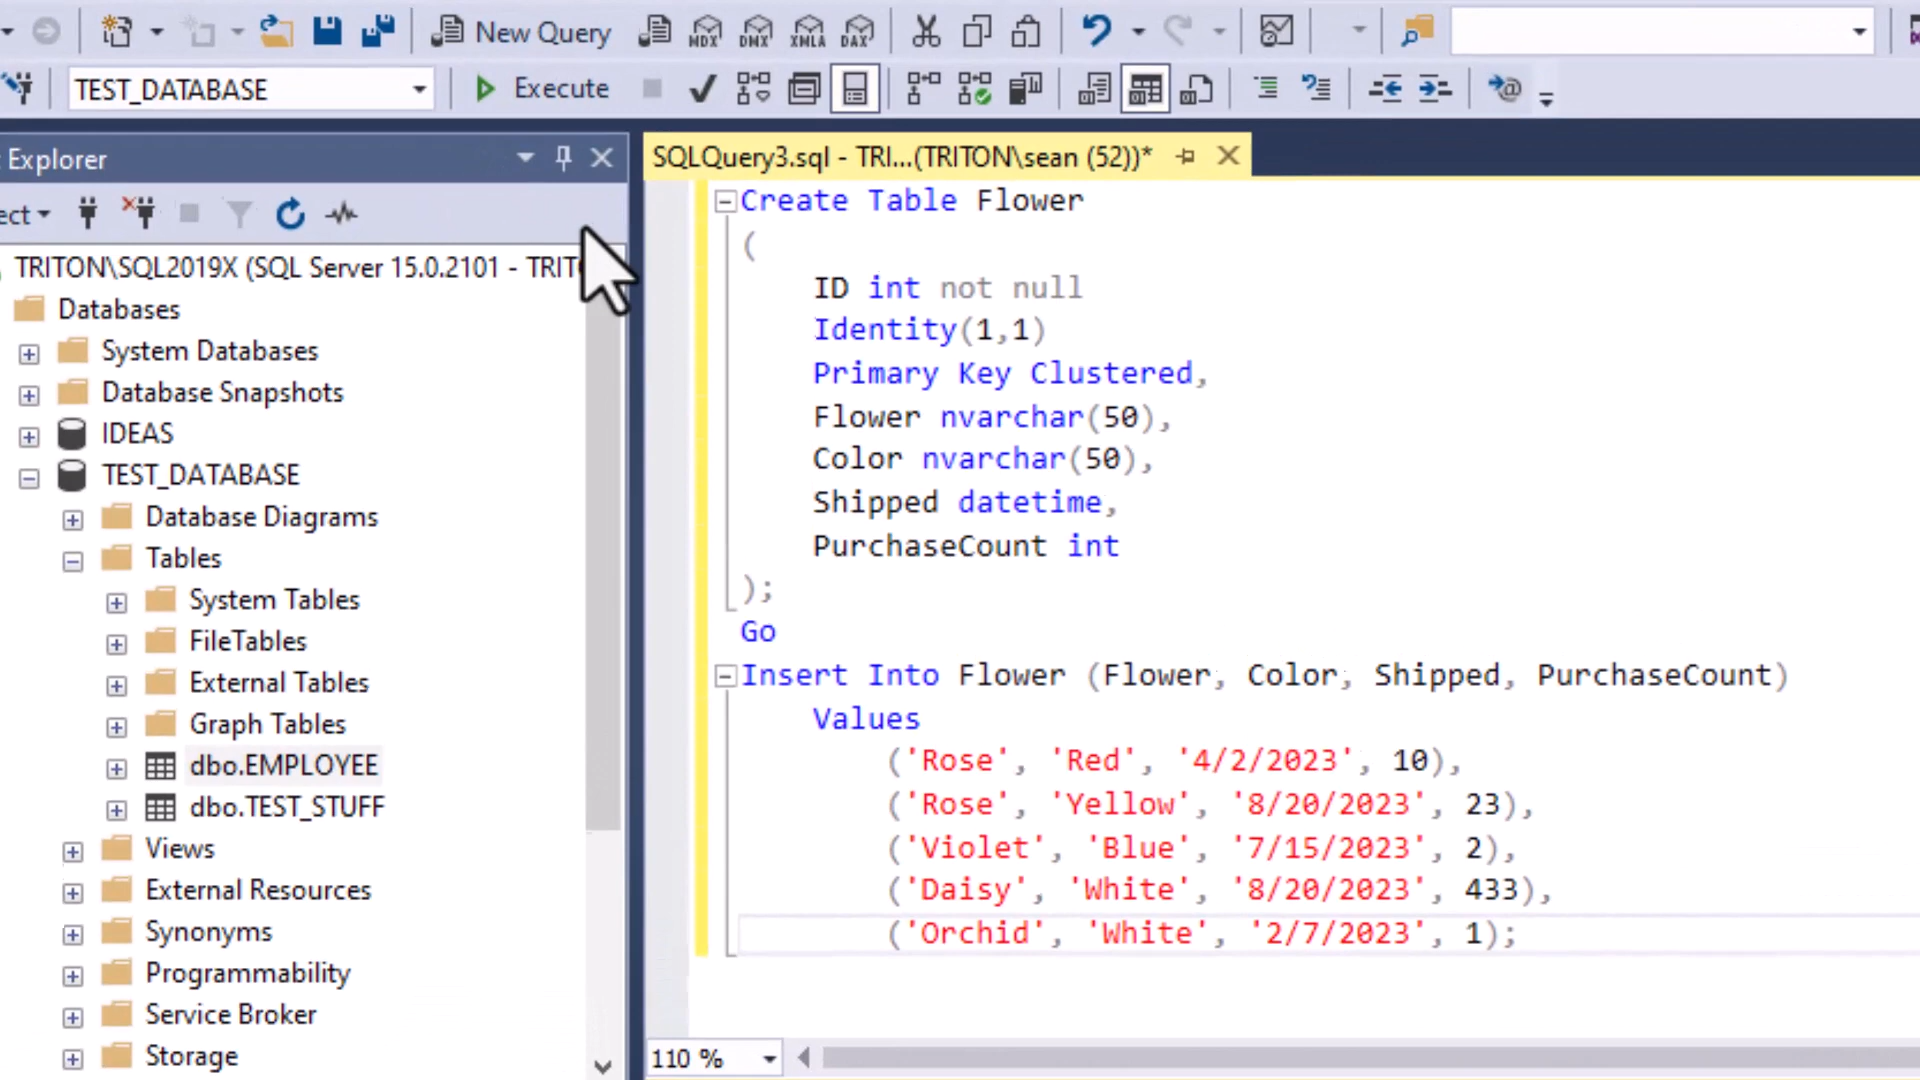 New Query
MDX DMX XMLA DAX
TEST_DATABASE
Execute
Explorer
ect
TRITON\SQL2019X (SQL Server 15.0.2101 - TRIT
Databases
System Databases
Database Snapshots
IDEAS
TEST_DATABASE
Database Diagrams
Tables
System Tables
FileTables
External Tables
Graph Tables
dbo.EMPLOYEE
dbo.TEST_STUFF
Views
External Resources
Synonyms
Programmability
Service Broker
Storage
SQLQuery3.sql - TRI...(TRITON\sean (52))*
Create Table Flower
(
ID int not null
Identity(1,1)
Primary Key Clustered,
Flower nvarchar(50),
Color nvarchar(50),
Shipped datetime,
PurchaseCount int
);
Go
Insert Into Flower (Flower, Color, Shipped, PurchaseCount)
Values
('Rose', 'Red', '4/2/2023', 10),
('Rose', 'Yellow', '8/20/2023', 23),
('Violet', 'Blue', '7/15/2023', 2),
('Daisy', 'White', '8/20/2023', 433),
('Orchid', 'White', '2/7/2023', 1);
110 %